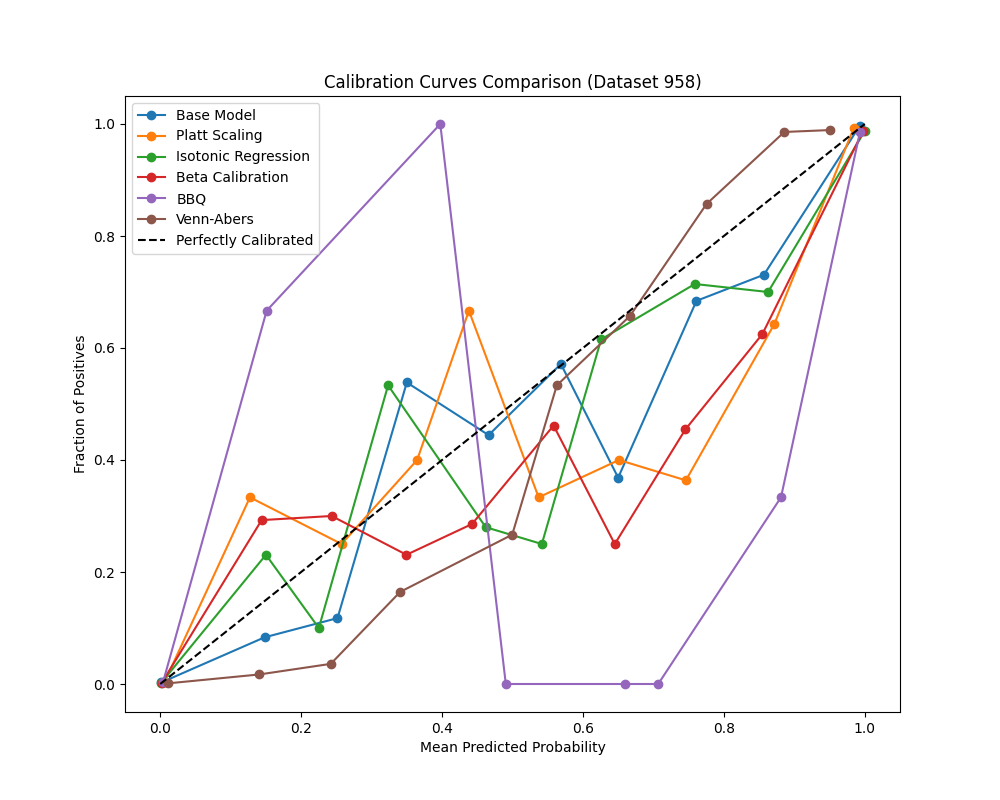 Calibration Curves Comparison (Dataset 958)
Base Model
Platt Scaling
Isotonic Regression
Beta Calibration
BBQ
Venn-Abers
Perfectly Calibrated
1.0
0.8
0.6
0.4
0.2
0.0
Fraction of Positives
0.0 0.2 0.4 0.6 0.8 1.0
Mean Predicted Probability